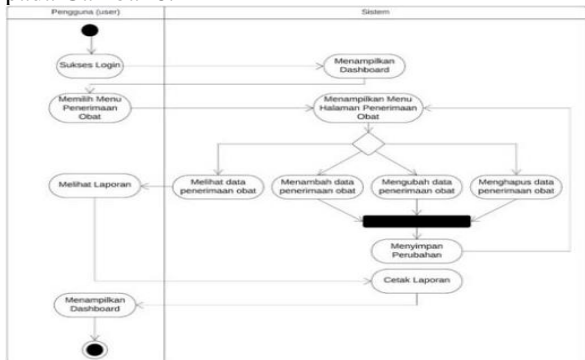 Pengguna (user)
Sistem
Sukses Login
Menampilkan
Dashboard
Memilih Menu
Penerimaan
Obat
Menampilkan Menu
Halaman Penerimaan
Obat
Melihat Laporan
Melihat data
penerimaan obat
Menambah data
penerimaan obat
Mengubah data
penerimaan obat
Menghapus data
penerimaan obat
Menyimpan
Perubahan
Cetak Laporan
Menampilkan
Dashboard